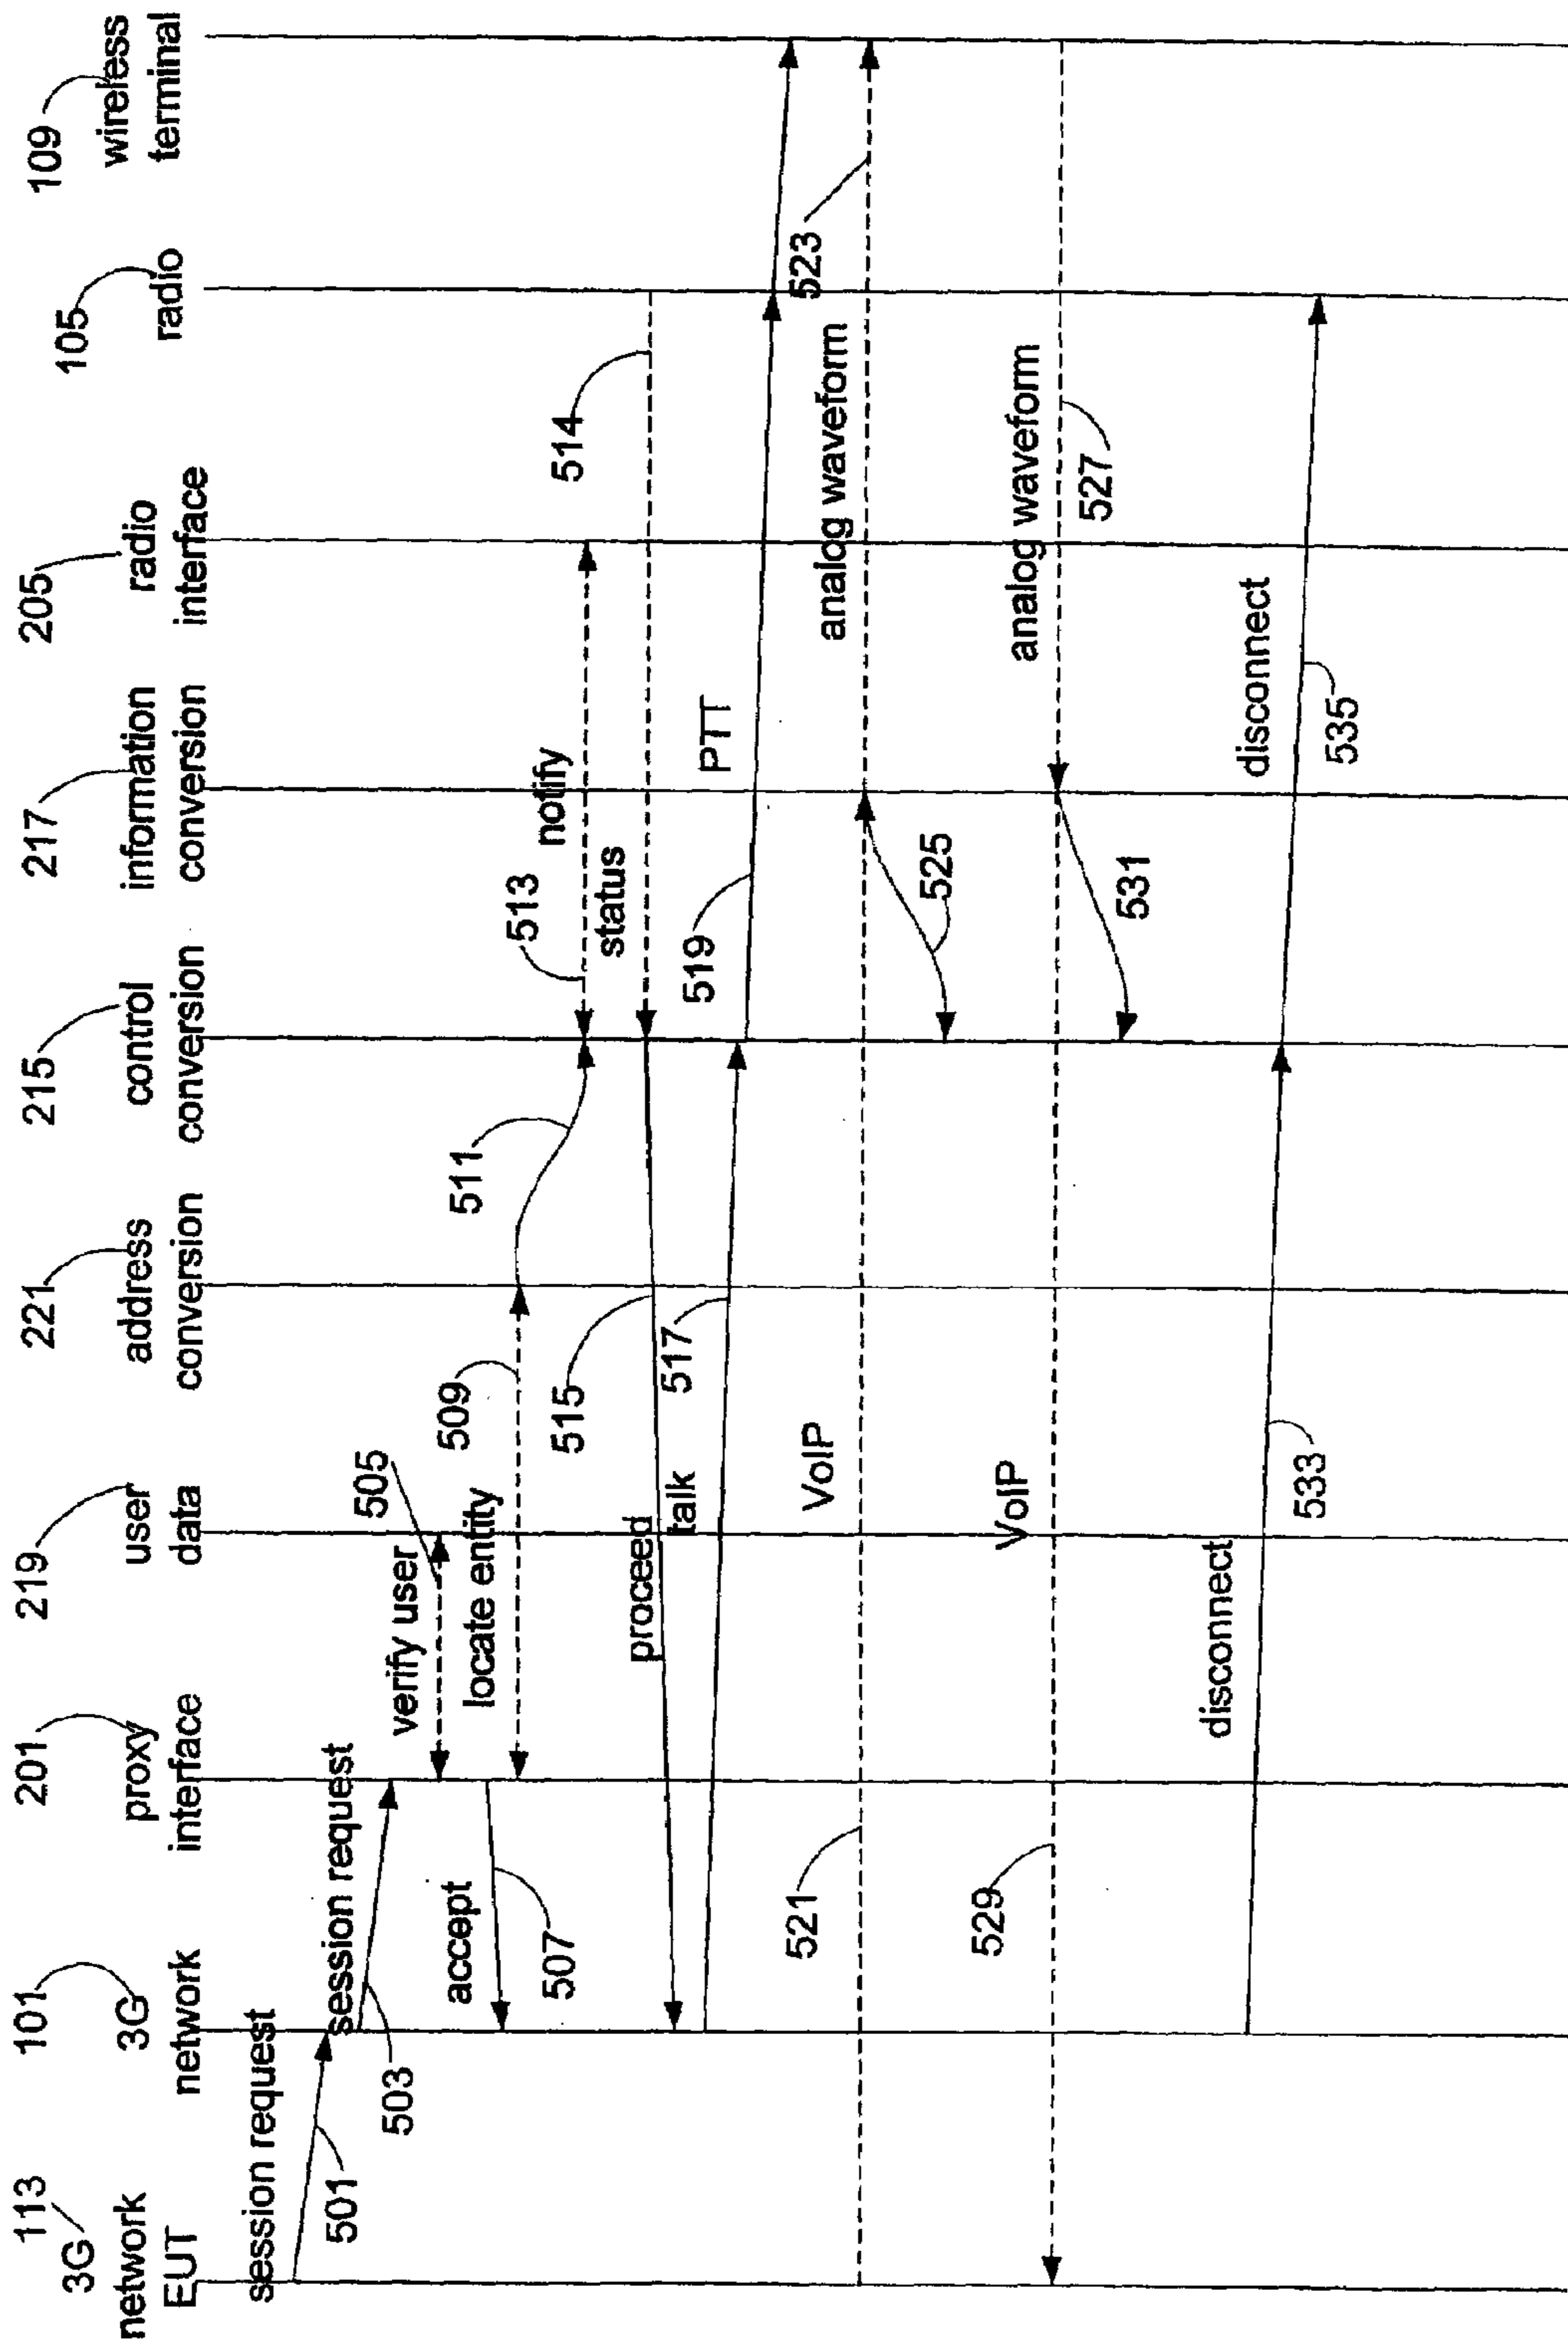 113
3G
network
EUT
101
3G
network
201
proxy
interface
219
user
data
221
address
conversion
215
control
conversion
217
information
conversion
205
radio
interface
105
radio
109
wireless
terminal
session request
501
session request
503
verify user
505
accept
507
locate entity
509
511
513
notify
status
514
proceed
515
talk
517
519
PTT
VoIP
521
analog waveform
523
525
VoIP
529
analog waveform
527
531
disconnect
533
disconnect
535